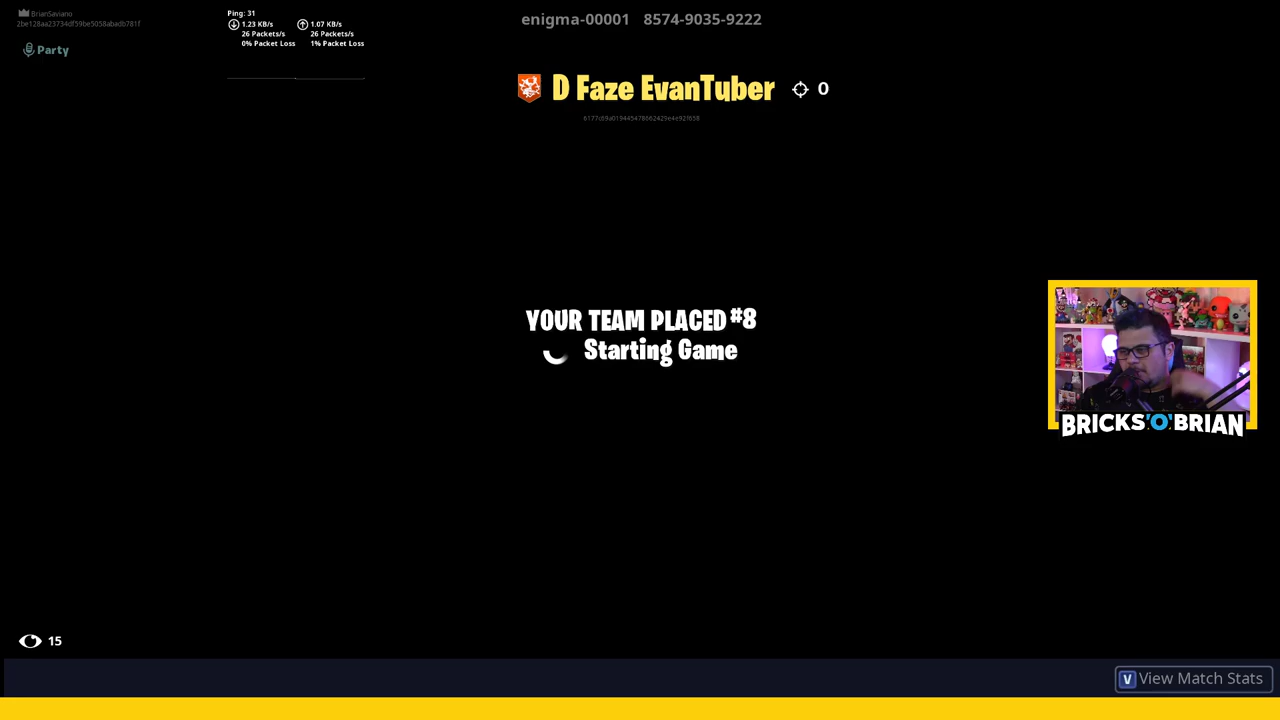 BrianSaviano
Party
Ping: 31
1.23 KB/s
1.07 KB/s
26 Packets/s
26 Packets/s
0% Packet Loss
1% Packet Loss
enigma-00001 8574-9035-9222
D Faze EvanTuber 0
YOUR TEAM PLACED #8
Starting Game
BRICKS'O'BRIAN
15
V View Match Stats